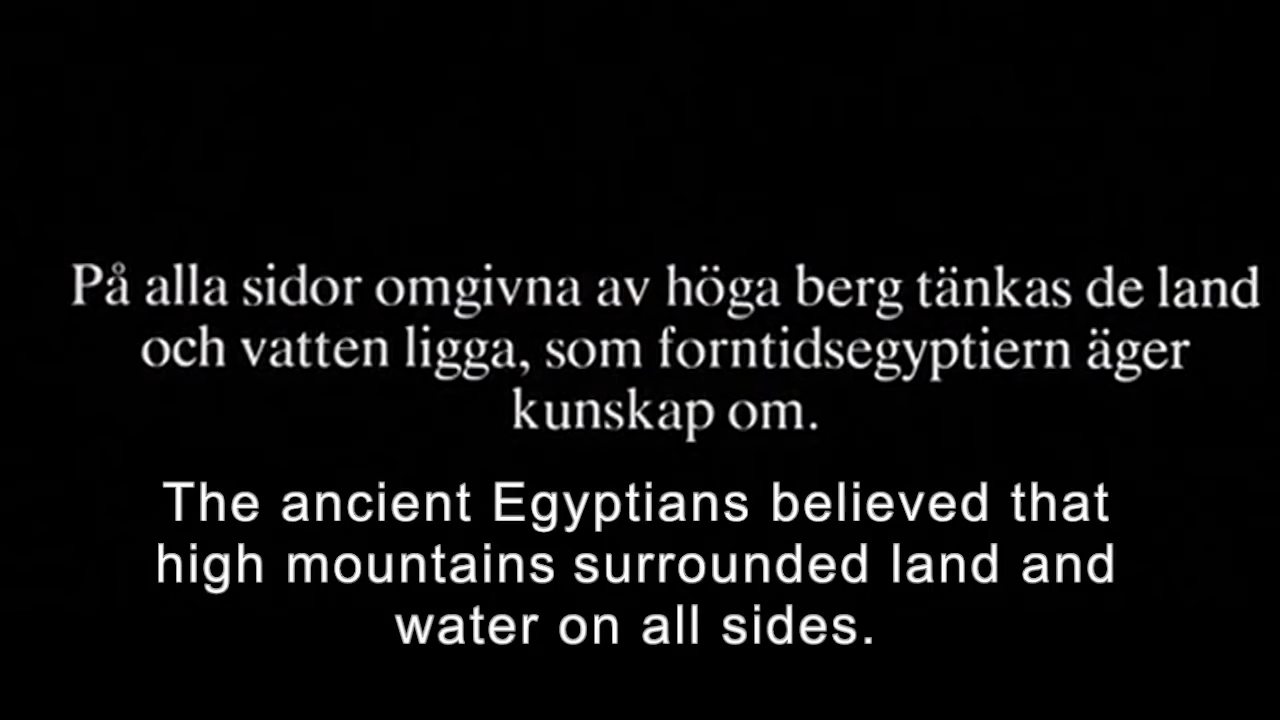 På alla sidor omgivna av höga berg tänkas de land
och vatten ligga, som forntidsegyptiern äger
kunskap om.
The ancient Egyptians believed that
high mountains surrounded land and
water on all sides.